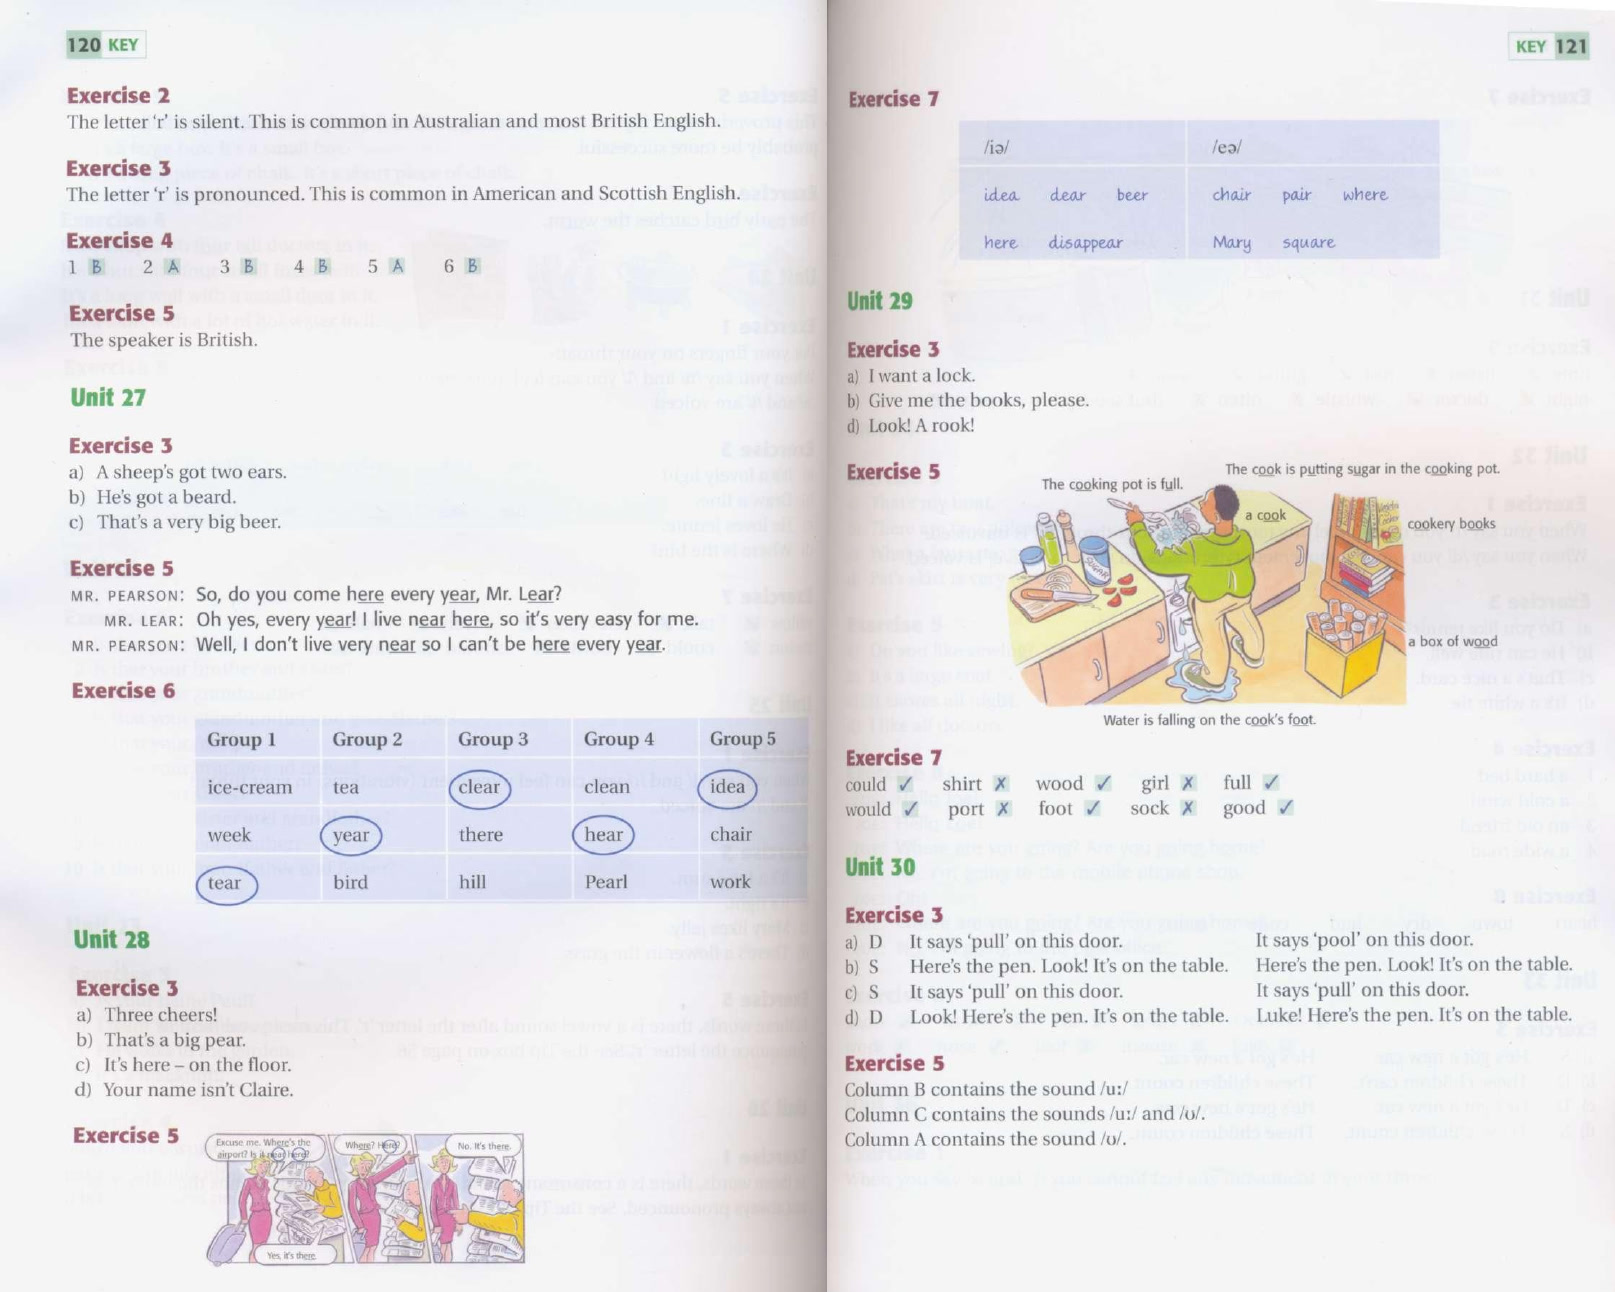 120 KEY
Exercise 2
The letter ‘r’ is silent. This is common in Australian and most British English.
Exercise 3
The letter ‘r’ is pronounced. This is common in American and Scottish English.
Exercise 4
1 B 2 A 3 B 4 B 5 A 6 B
Exercise 5
The speaker is British.
Unit 27
Exercise 3
a) A sheep’s got two ears.
b) He’s got a beard.
c) That’s a very big beer.
Exercise 5
MR. PEARSON: So, do you come here every year, Mr. Lear?
MR. LEAR: Oh yes, every year! I live near here, so it’s very easy for me.
MR. PEARSON: Well, I don’t live very near so I can’t be here every year.
Exercise 6
Group 1 Group 2 Group 3 Group 4 Group 5
ice-cream tea clear clean idea
week year there hear chair
tear bird hill Pearl work
Unit 28
Exercise 3
a) Three cheers!
b) That’s a big pear.
c) It’s here – on the floor.
d) Your name isn’t Claire.
Exercise 5
Excuse me. Where’s the
airport? Is it near here?
Where? Here?
No. It’s there.
Yes, it’s there.
KEY 121
Exercise 7
/iə/ /eə/
idea dear beer chair pair where
here disappear Mary square
Unit 29
Exercise 3
a) I want a lock.
b) Give me the books, please.
d) Look! A rook!
Exercise 5
The cook is putting sugar in the cooking pot.
The cooking pot is full.
a cook
cookery books
SUGAR
a box of wood
Water is falling on the cook’s foot.
Exercise 7
could ✓ shirt ✗ wood ✓ girl ✗ full ✓
would ✓ port ✗ foot ✓ sock ✗ good ✓
Unit 30
Exercise 3
a) D It says ‘pull’ on this door. It says ‘pool’ on this door.
b) S Here’s the pen. Look! It’s on the table. Here’s the pen. Look! It’s on the table.
c) S It says ‘pull’ on this door. It says ‘pull’ on this door.
d) D Look! Here’s the pen. It’s on the table. Luke! Here’s the pen. It’s on the table.
Exercise 5
Column B contains the sound /u:/
Column C contains the sounds /u:/ and /ʊ/.
Column A contains the sound /ʊ/.